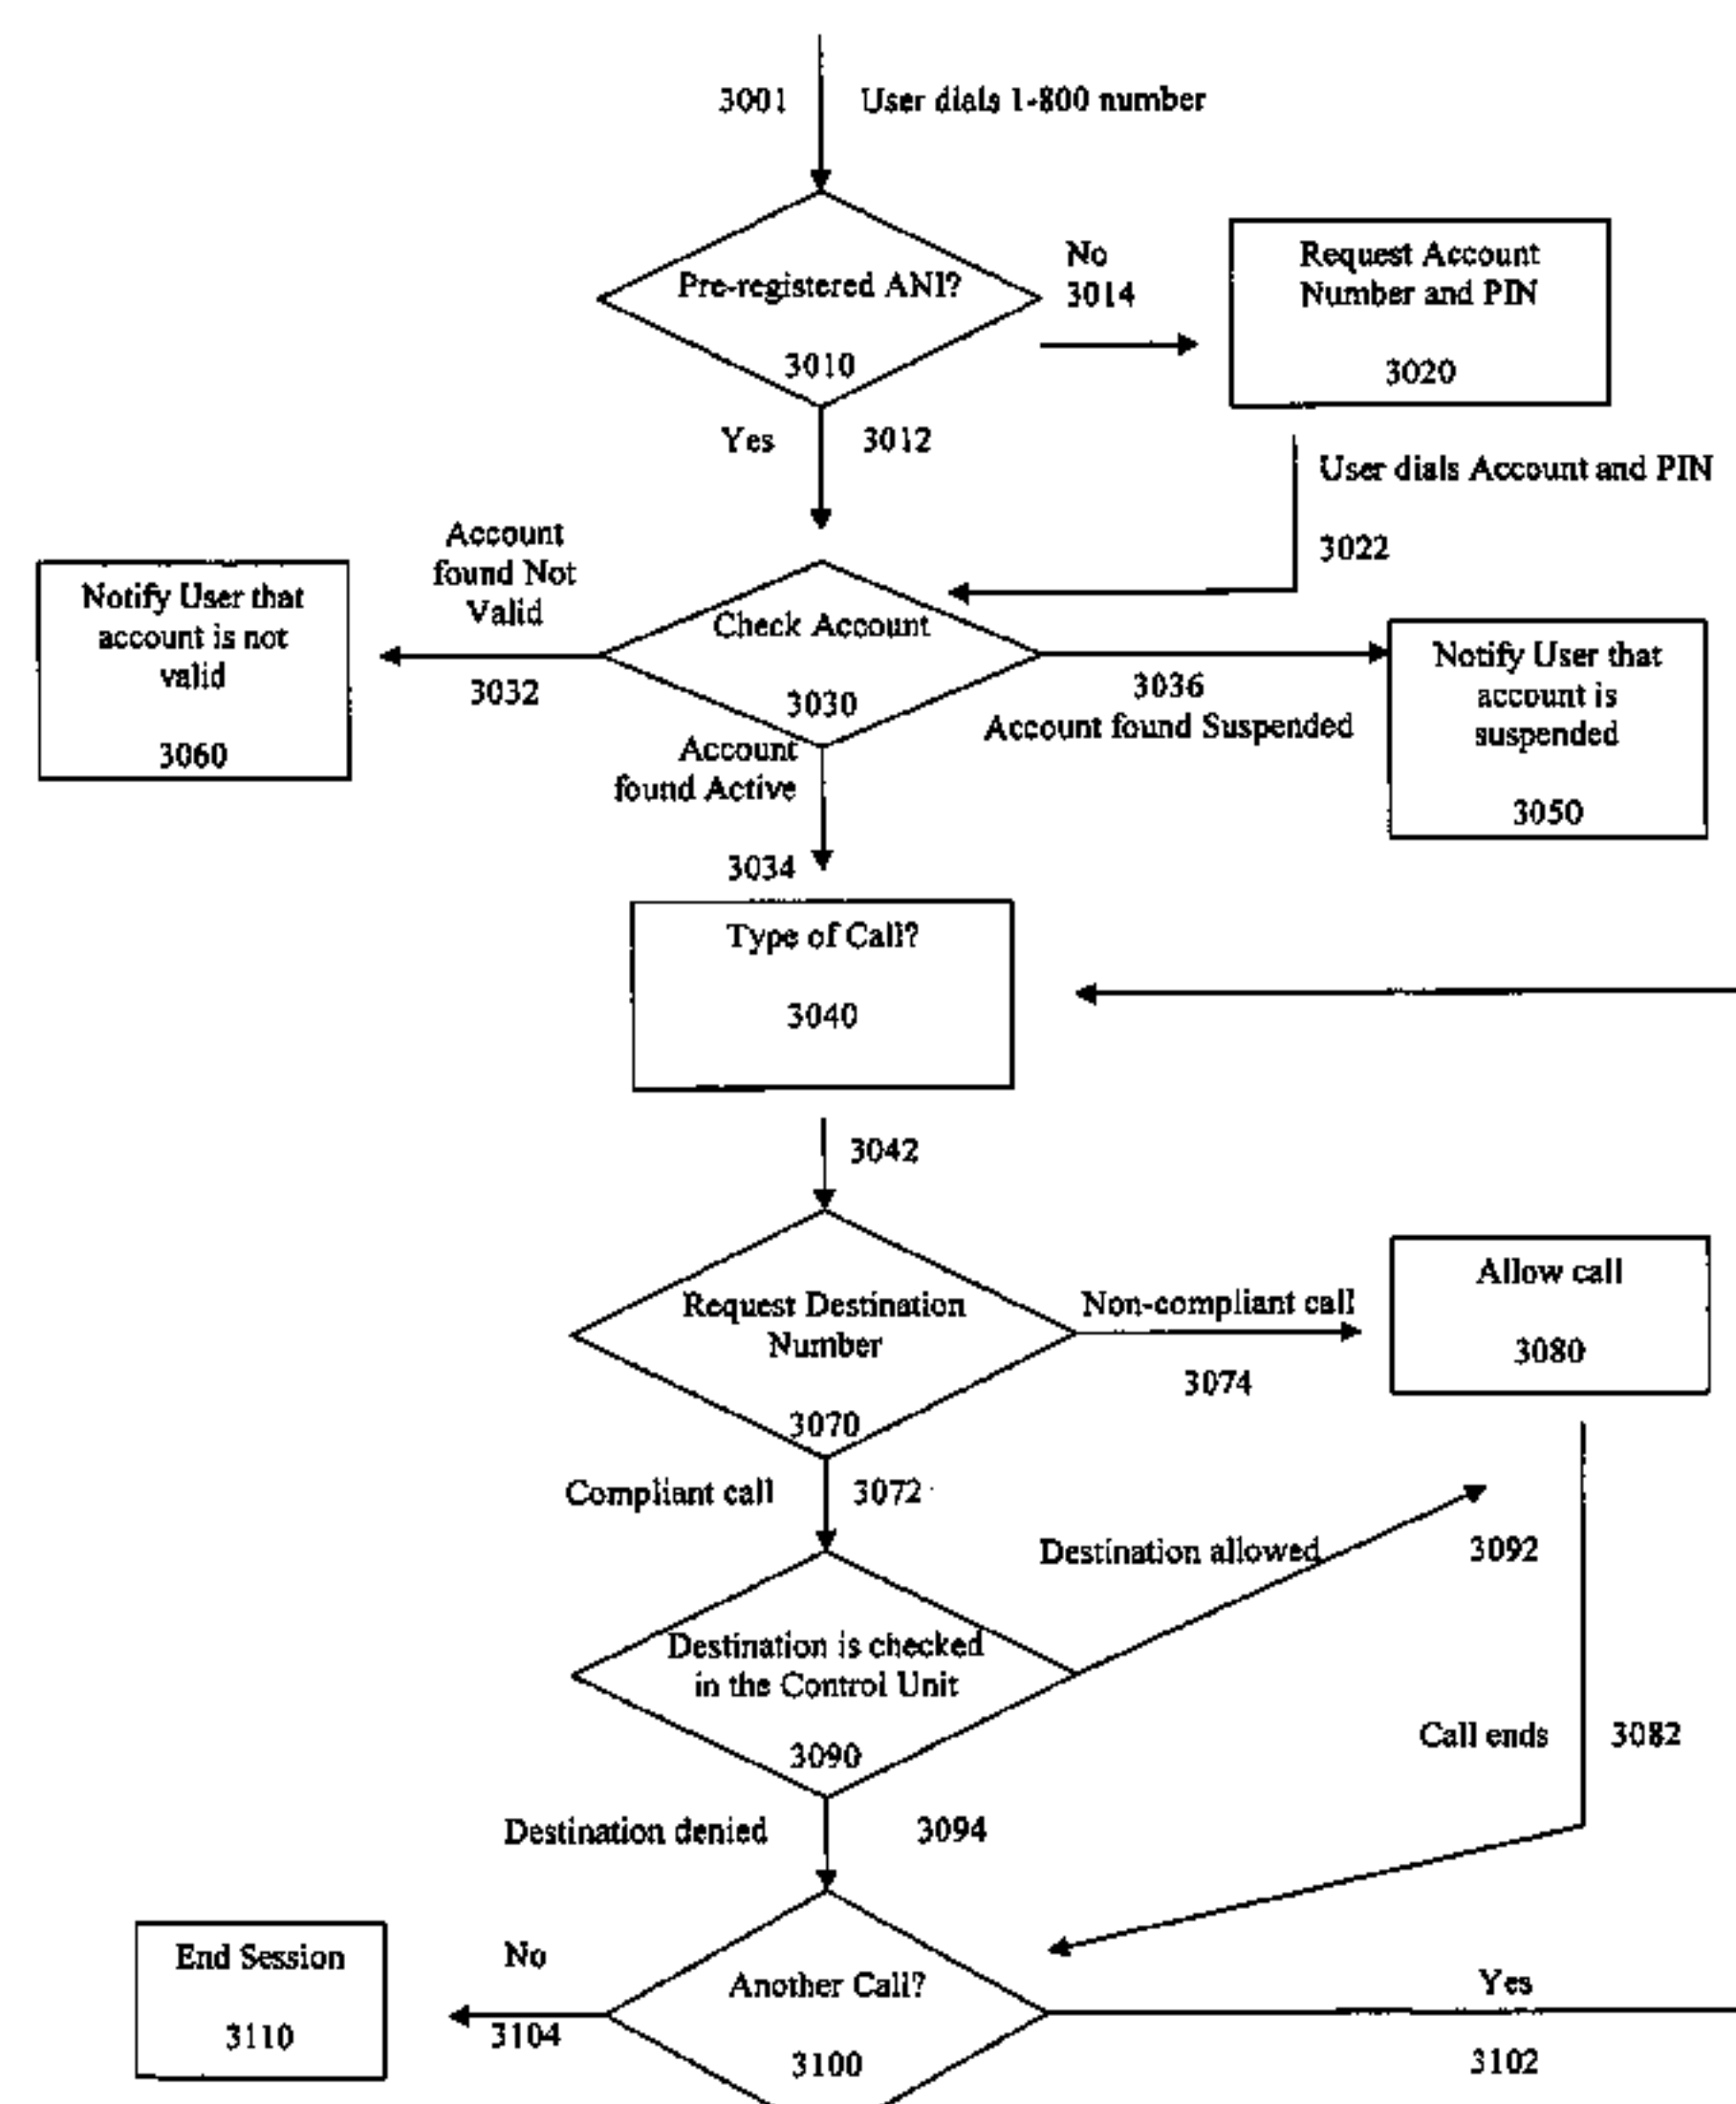 3001 User dials 1-800 number
Pre-registered ANI?
3010
No
3014
Request Account
Number and PIN
3020
Yes 3012
User dials Account and PIN
3022
Account
found Not
Valid
3032
Notify User that
account is not
valid
3060
Check Account
3030
3036
Account found Suspended
Notify User that
account is
suspended
3050
Account
found Active
3034
Type of Call?
3040
3042
Request Destination
Number
3070
Non-compliant call
3074
Allow call
3080
Compliant call 3072
Destination allowed 3092
Destination is checked
in the Control Unit
3090
Call ends 3082
Destination denied 3094
End Session
3110
No
3104
Another Call?
3100
Yes
3102